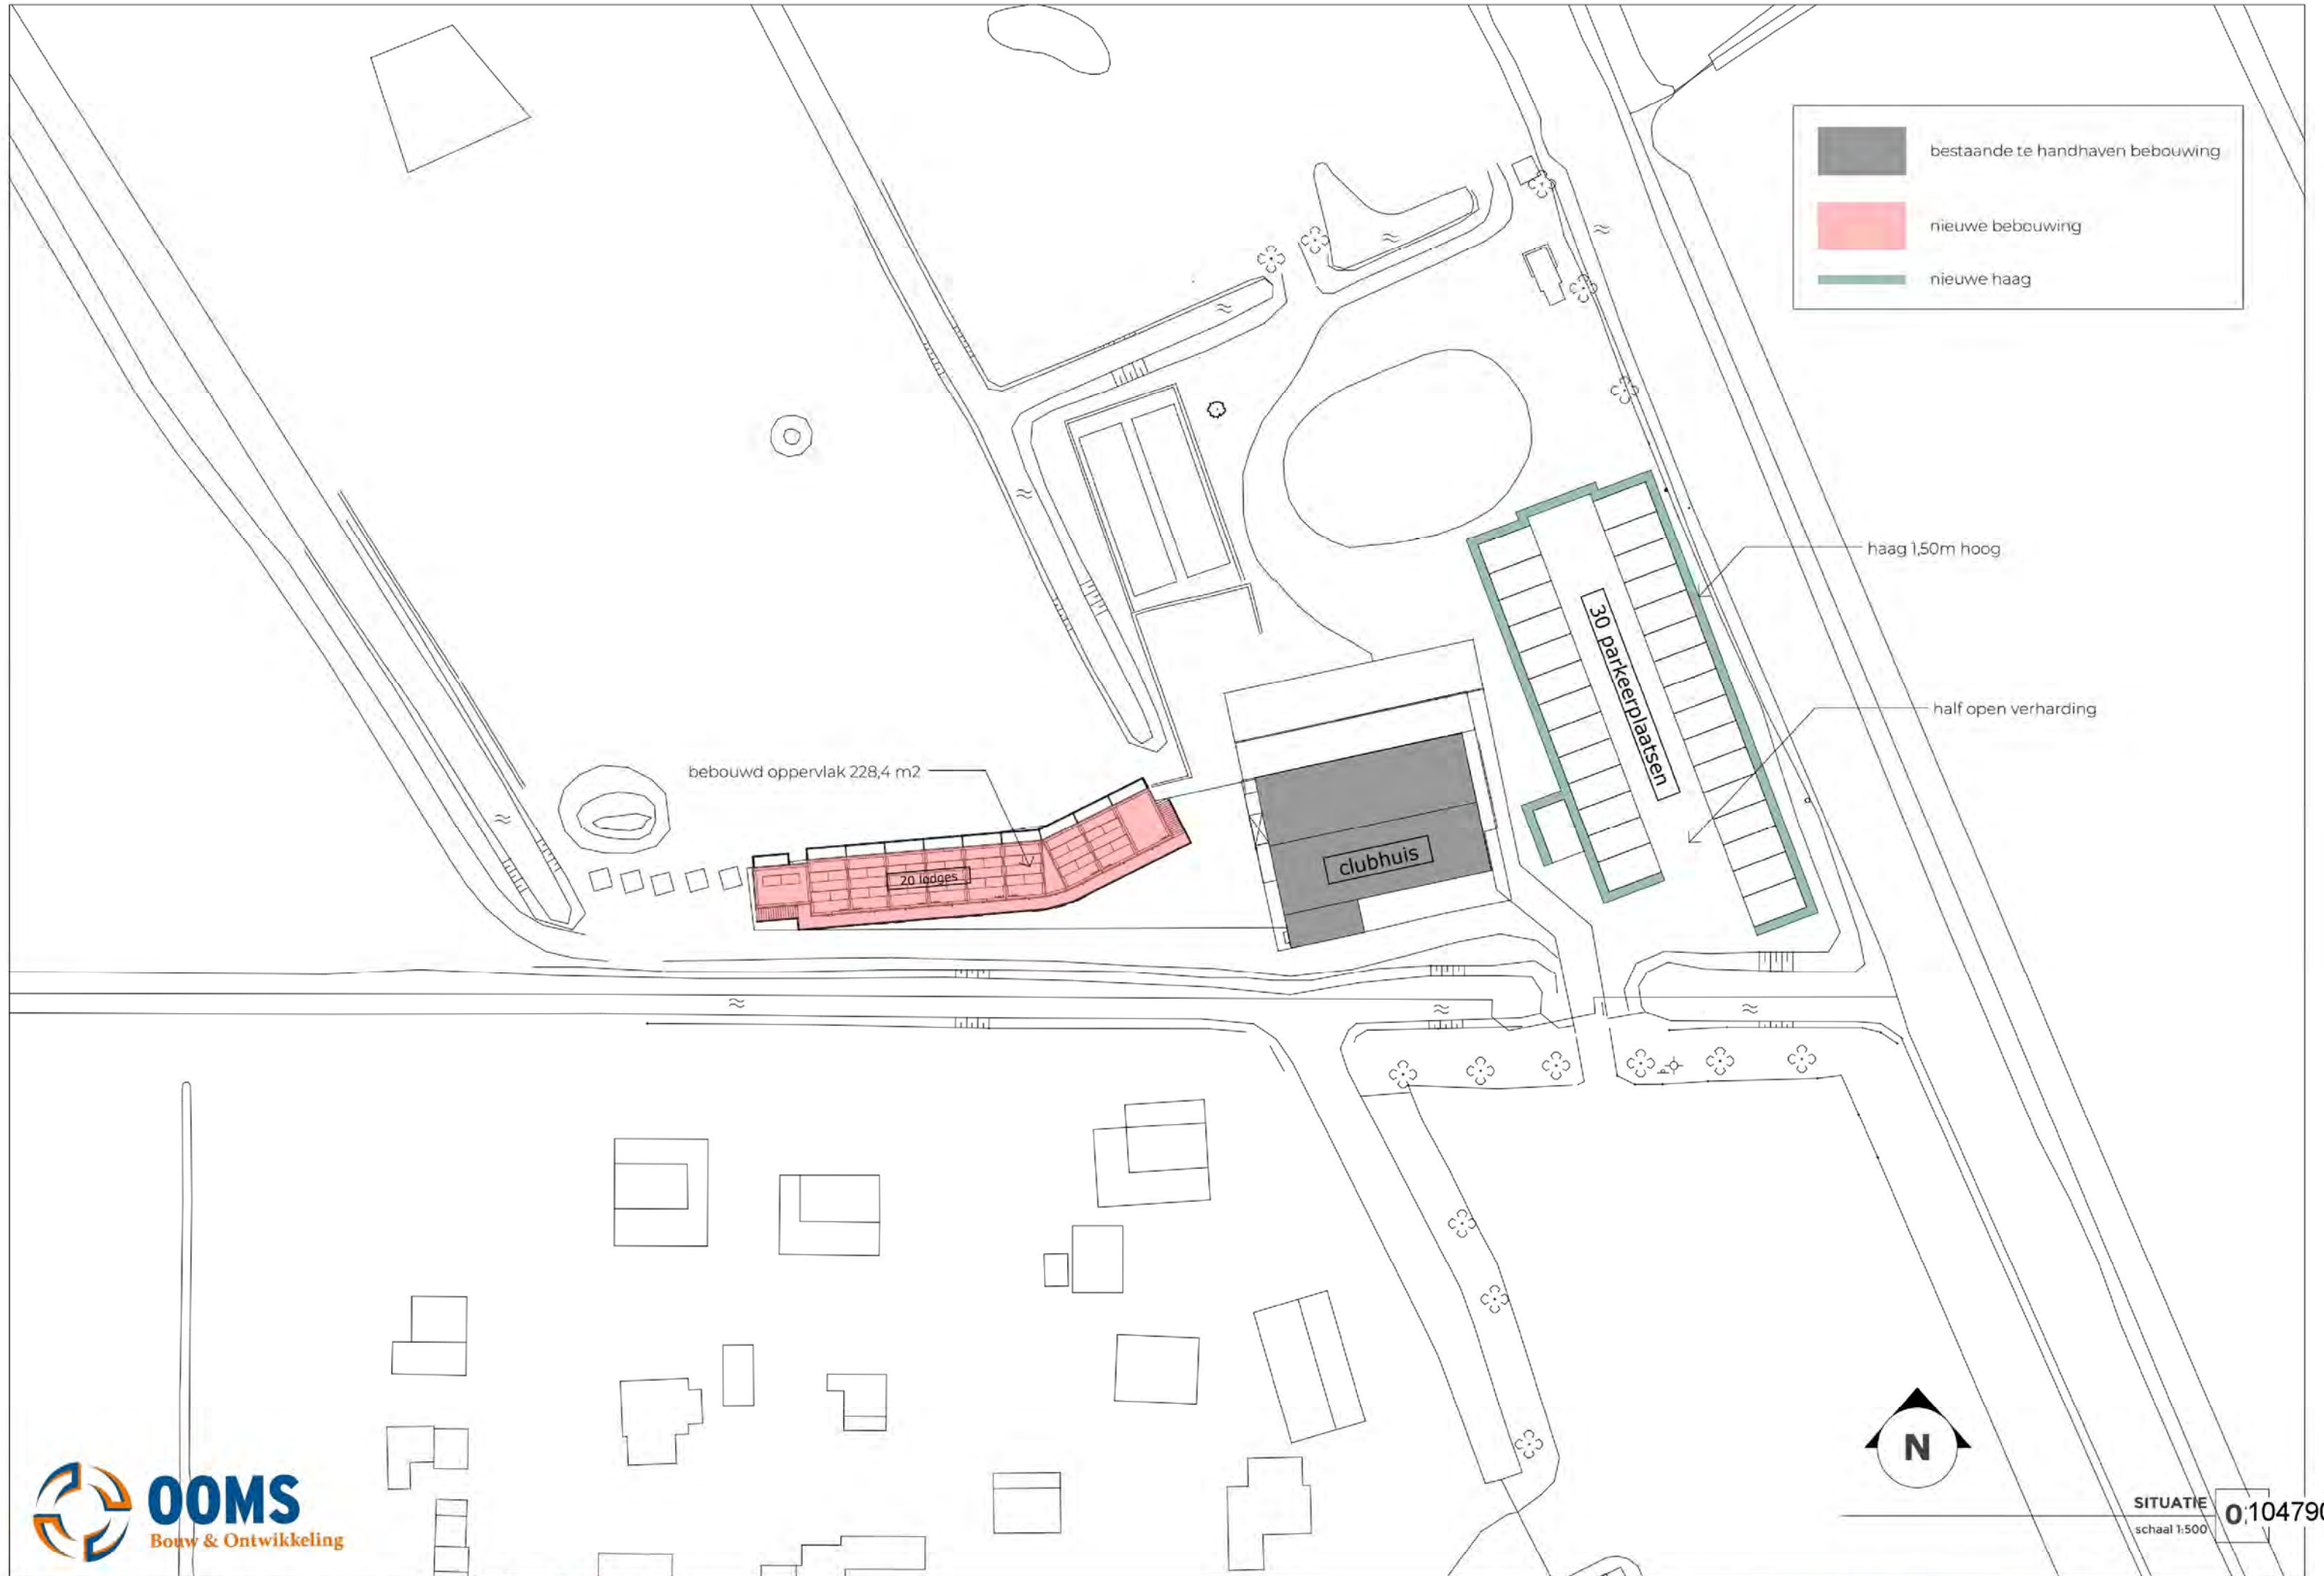 bestaande te handhaven bebouwing
nieuwe bebouwing
nieuwe haag
haag 1,50m hoog
30 parkeerplaatsen
half open verharding
bebouwd oppervlak 228,4 m2
20 lodges
clubhuis
N
OOMS
Bouw & Ontwikkeling
SITUATIE
schaal 1:500
104790